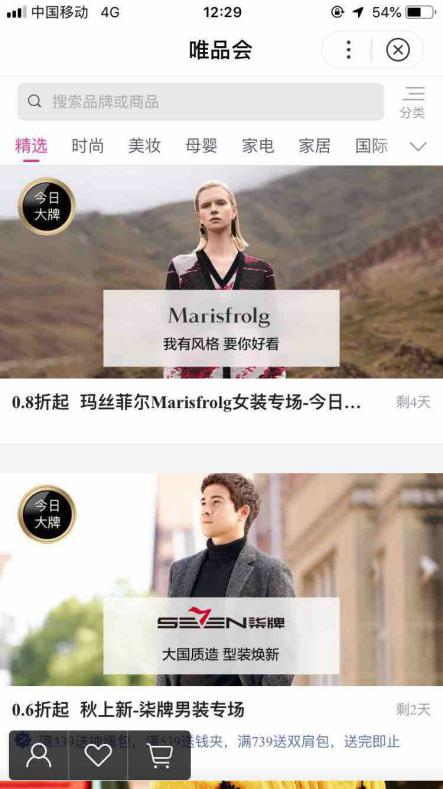 中国移动 4G 12:29 54%
唯品会
搜索品牌或商品
分类
精选 时尚 美妆 母婴 家电 家居 国际
今日
大牌
Marisfrolg
我有风格 要你好看
0.8折起 玛丝菲尔Marisfrolg女装专场-今日... 剩4天
今日
大牌
SEVEN柒牌
大国质造 型装焕新
0.6折起 秋上新-柒牌男装专场 剩2天
满339送抽绳包，满539送钱夹，满739送双肩包，送完即止